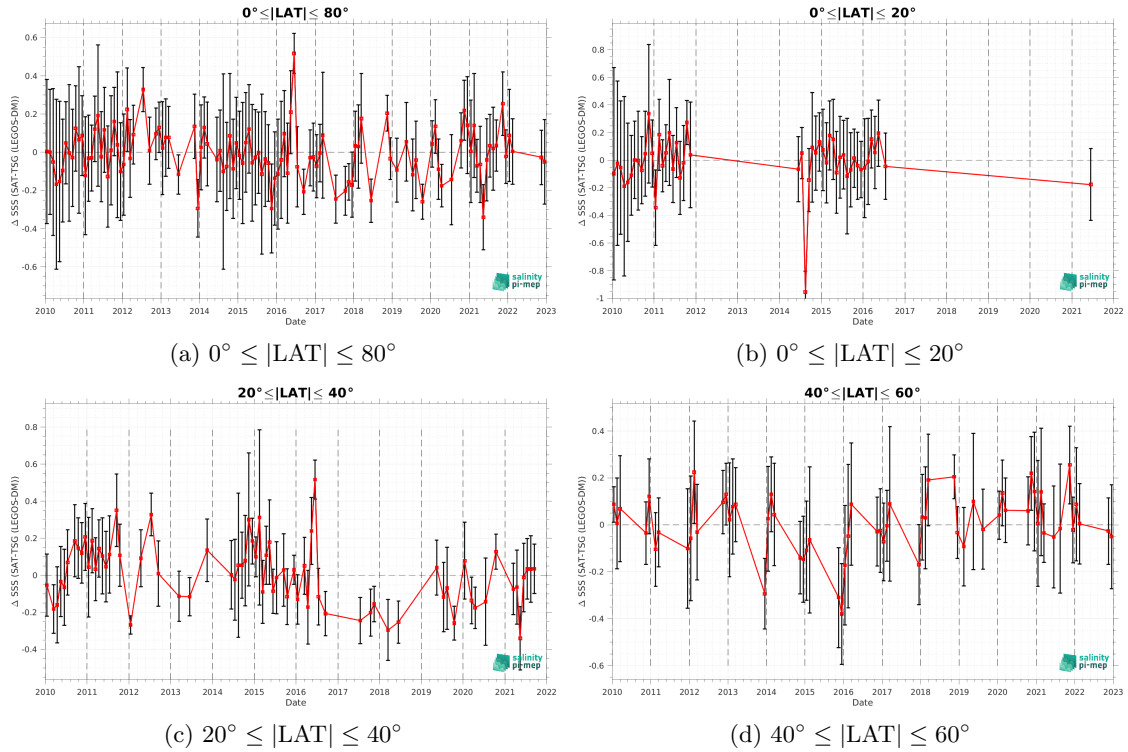 0°≤|LAT|≤ 80°
Δ SSS (SAT-TSG (LEGOS-DM))
0.6
0.4
0.2
0
-0.2
-0.4
-0.6
2010 2011 2012 2013 2014 2015 2016 2017 2018 2019 2020 2021 2022 2023
Date
salinity
pi-mep
(a) 0° ≤ |LAT| ≤ 80°
0°≤|LAT|≤ 20°
Δ SSS (SAT-TSG (LEGOS-DM))
0.8
0.6
0.4
0.2
0
-0.2
-0.4
-0.6
-0.8
-1
2010 2011 2012 2013 2014 2015 2016 2017 2018 2019 2020 2021 2022
Date
salinity
pi-mep
(b) 0° ≤ |LAT| ≤ 20°
20°≤|LAT|≤ 40°
Δ SSS (SAT-TSG (LEGOS-DM))
0.8
0.6
0.4
0.2
0
-0.2
-0.4
2010 2011 2012 2013 2014 2015 2016 2017 2018 2019 2020 2021 2022
Date
salinity
pi-mep
(c) 20° ≤ |LAT| ≤ 40°
40°≤|LAT|≤ 60°
Δ SSS (SAT-TSG (LEGOS-DM))
0.4
0.2
0
-0.2
-0.4
-0.6
2010 2011 2012 2013 2014 2015 2016 2017 2018 2019 2020 2021 2022 2023
Date
salinity
pi-mep
(d) 40° ≤ |LAT| ≤ 60°